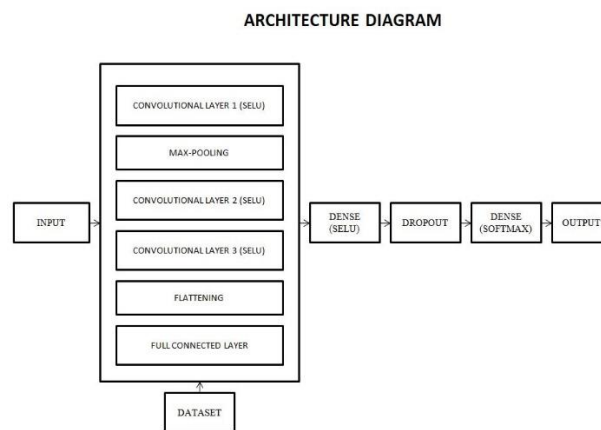 ARCHITECTURE DIAGRAM
CONVOLUTIONAL LAYER 1 (SELU)
MAX-POOLING
CONVOLUTIONAL LAYER 2 (SELU)
INPUT
DENSE
(SELU)
DROPOUT
DENSE
(SOFTMAX)
OUTPUT
CONVOLUTIONAL LAYER 3 (SELU)
FLATTENING
FULL CONNECTED LAYER
DATASET